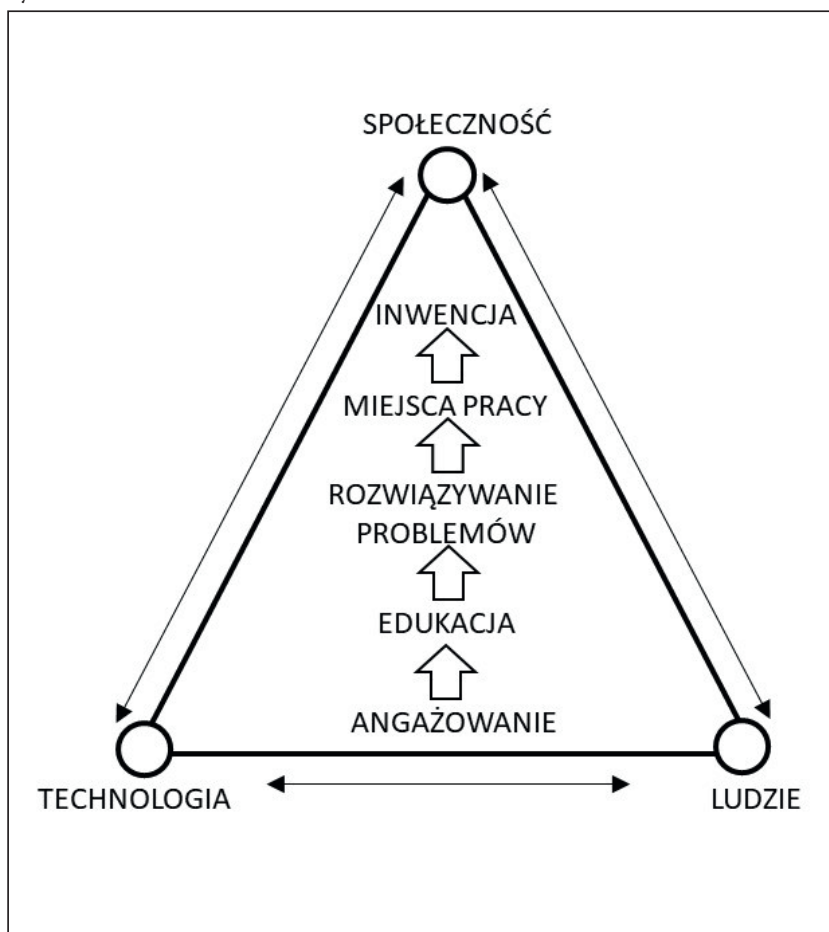 SPOŁECZNOŚĆ
INWENCJA
MIEJSCA PRACY
ROZWIĄZYWANIE
PROBLEMÓW
EDUKACJA
ANGAŻOWANIE
TECHNOLOGIA
LUDZIE